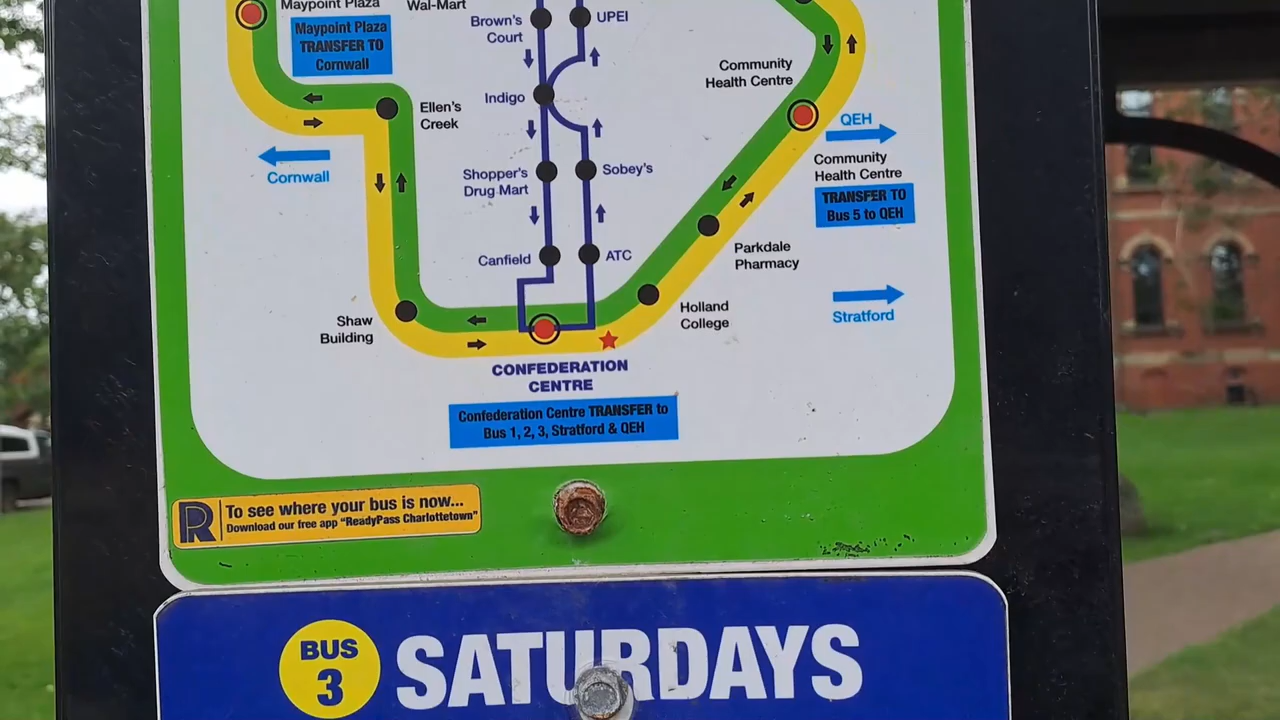 Maypoint Plaza
Wal-Mart
Maypoint Plaza
TRANSFER TO
Cornwall
Brown's
Court
UPEI
Community
Health Centre
Indigo
Ellen's
Creek
QEH
Cornwall
Community
Health Centre
TRANSFER TO
Bus 5 to QEH
Shopper's
Drug Mart
Sobey's
Canfield
ATC
Parkdale
Pharmacy
Stratford
Shaw
Building
Holland
College
CONFEDERATION
CENTRE
Confederation Centre TRANSFER to
Bus 1, 2, 3, Stratford & QEH
R
To see where your bus is now...
Download our free app “ReadyPass Charlottetown”
BUS
3
SATURDAYS